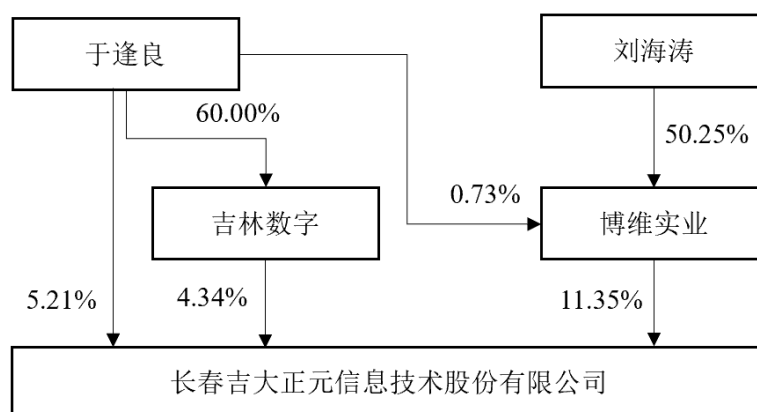 于逢良
刘海涛
60.00%
50.25%
0.73%
吉林数字
博维实业
5.21%
4.34%
11.35%
长春吉大正元信息技术股份有限公司